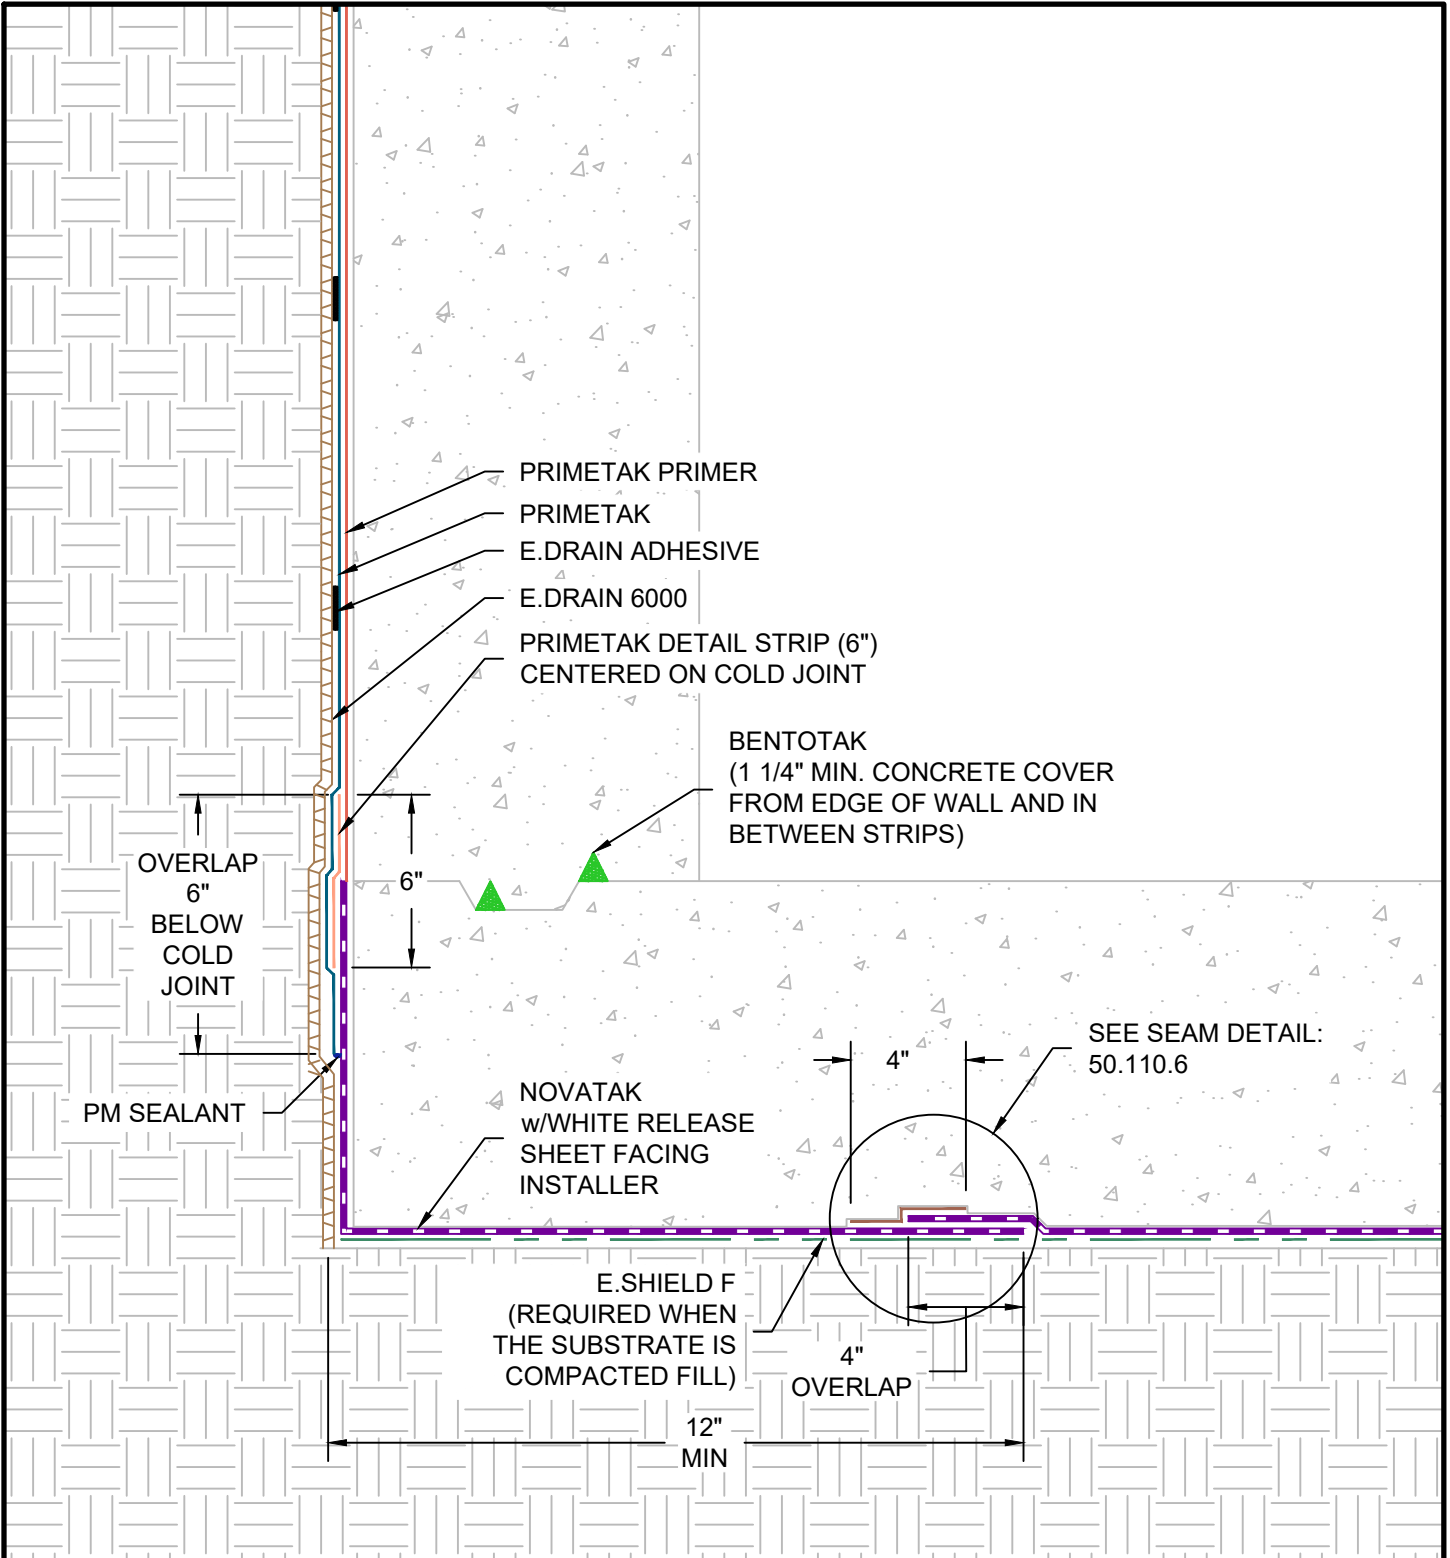 PRIMETAK PRIMER
PRIMETAK
E.DRAIN ADHESIVE
E.DRAIN 6000
PRIMETAK DETAIL STRIP (6")
CENTERED ON COLD JOINT
BENTOTAK
(1 1/4" MIN. CONCRETE COVER
FROM EDGE OF WALL AND IN
BETWEEN STRIPS)
OVERLAP
6"
BELOW
COLD
JOINT
6"
PM SEALANT
NOVATAK
w/WHITE RELEASE
SHEET FACING
INSTALLER
4"
SEE SEAM DETAIL:
50.110.6
E.SHIELD F
(REQUIRED WHEN
THE SUBSTRATE IS
COMPACTED FILL)
4"
OVERLAP
12"
MIN